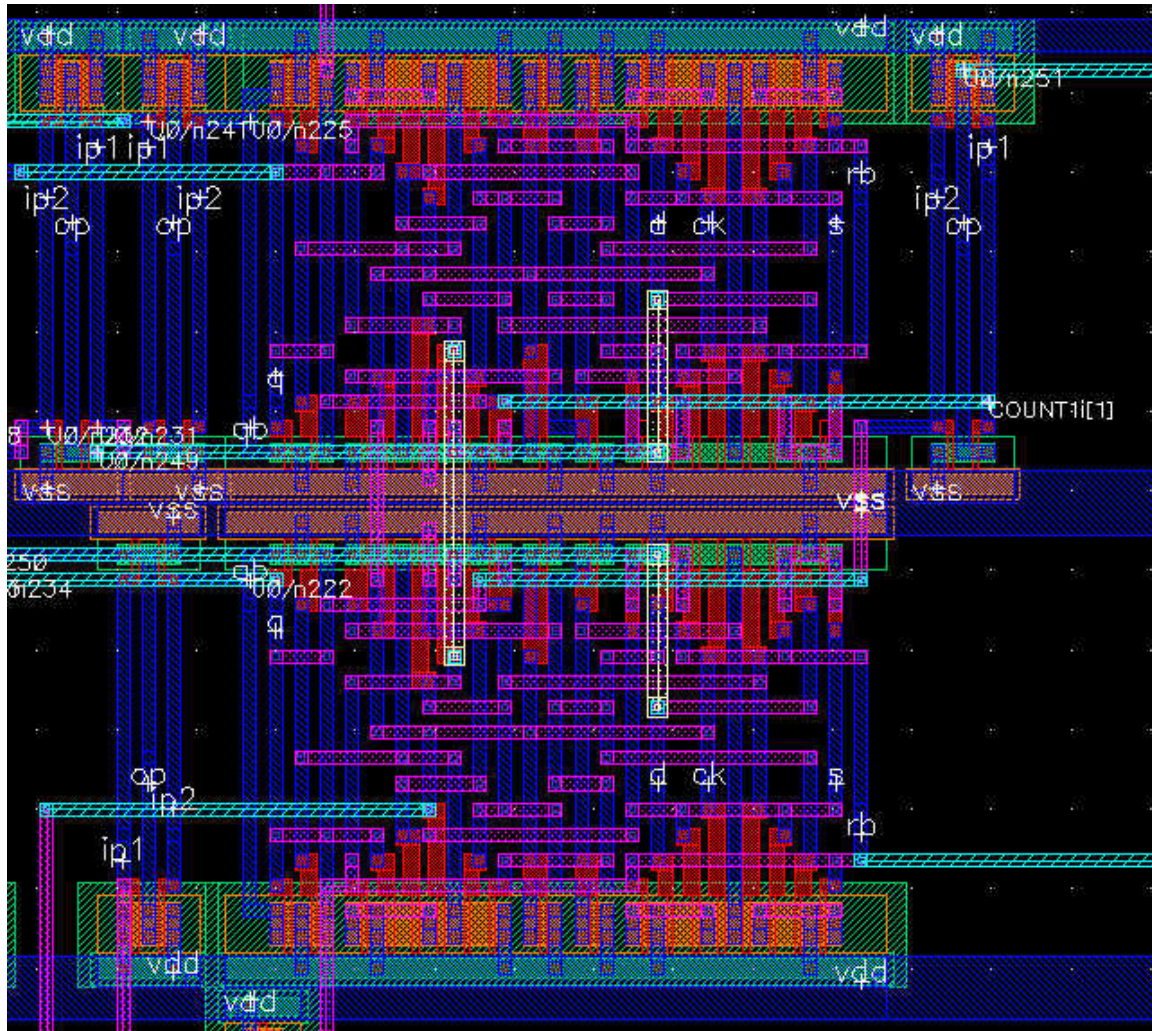 vdd vdd vdd vdd
U0/n251
U0/n241 U0/n225
ip1 ip1 ip1
rb
ip2 ip2 ip2
op op d ck s op
q
COUNT1i[1]
U0/n231 qb
U0/n249
vss vss vss vss
vss
250
qb
234 U0/n222
q
op d ck s
ip2
rb
ip1
vdd vdd
vdd